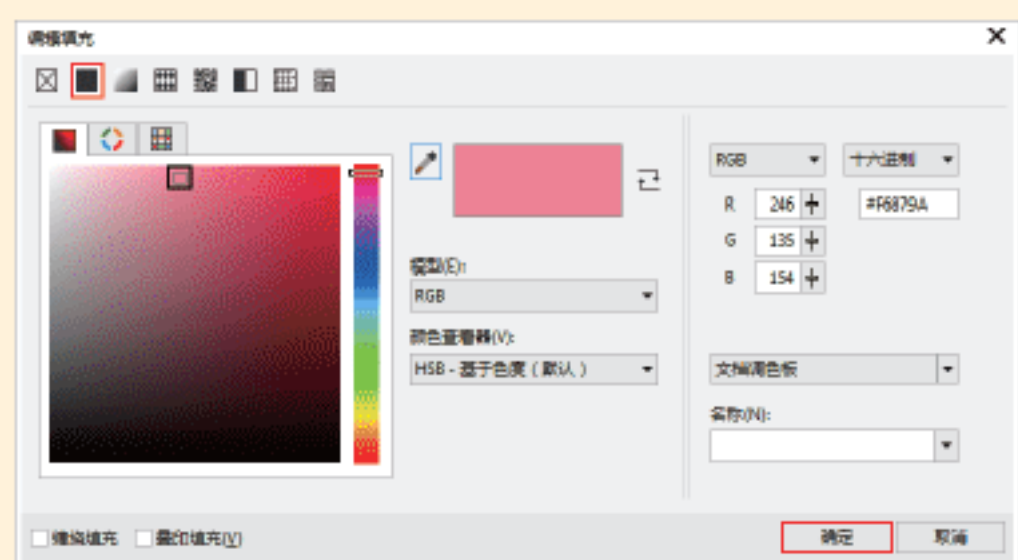 编辑填充
RGB
十六进制
R 246
#F6879A
G 135
B 154
模型(E):
RGB
颜色查看器(V):
HSB - 基于色度（默认）
文档调色板
名称(N):
缠绕填充
叠印填充(V)
确定
取消